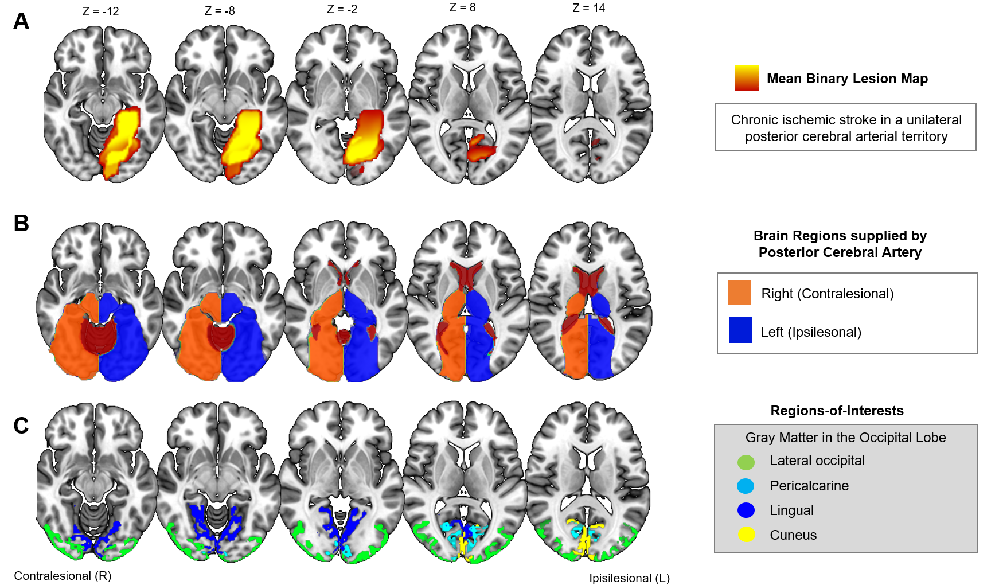 A
Z = -12
Z = -8
Z = -2
Z = 8
Z = 14
Mean Binary Lesion Map
Chronic ischemic stroke in a unilateral
posterior cerebral arterial territory
B
Brain Regions supplied by
Posterior Cerebral Artery
Right (Contralesional)
Left (Ipsilesonal)
C
Regions-of-Interests
Gray Matter in the Occipital Lobe
Lateral occipital
Pericalcarine
Lingual
Cuneus
Contralesional (R)
Ipisilesional (L)